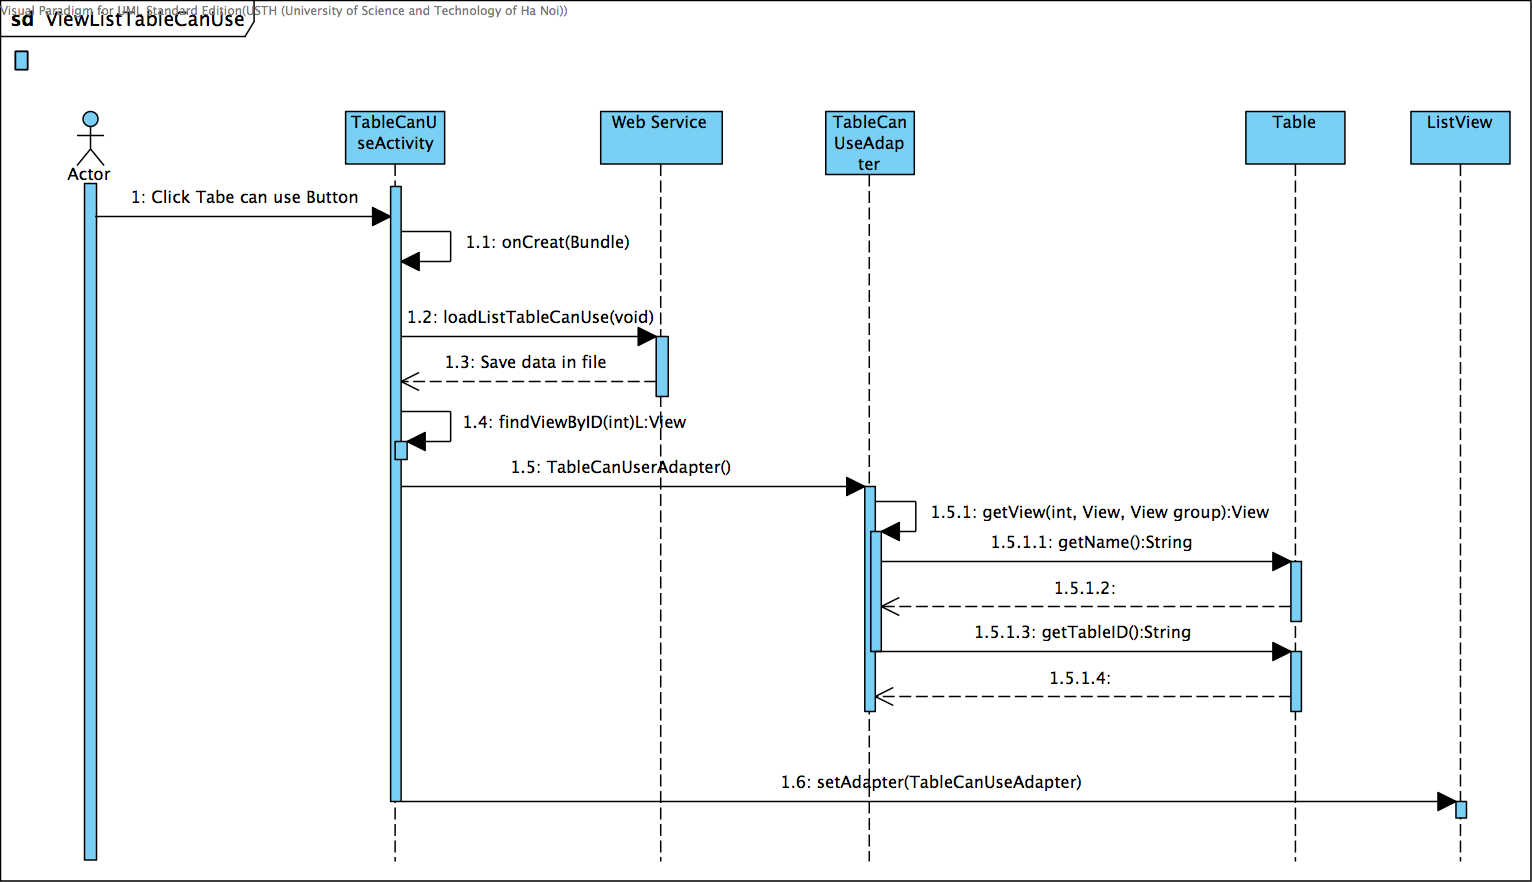 Visual Paradigm for UML Standard Edition(USTH (University of Science and Technology of Ha Noi))
sd ViewListTableCanUse
Actor
TableCanU
seActivity
Web Service
TableCan
UseAdap
ter
Table
ListView
1: Click Tabe can use Button
1.1: onCreat(Bundle)
1.2: loadListTableCanUse(void)
1.3: Save data in file
1.4: findViewByID(int)L:View
1.5: TableCanUserAdapter()
1.5.1: getView(int, View, View group):View
1.5.1.1: getName():String
1.5.1.2:
1.5.1.3: getTableID():String
1.5.1.4:
1.6: setAdapter(TableCanUseAdapter)